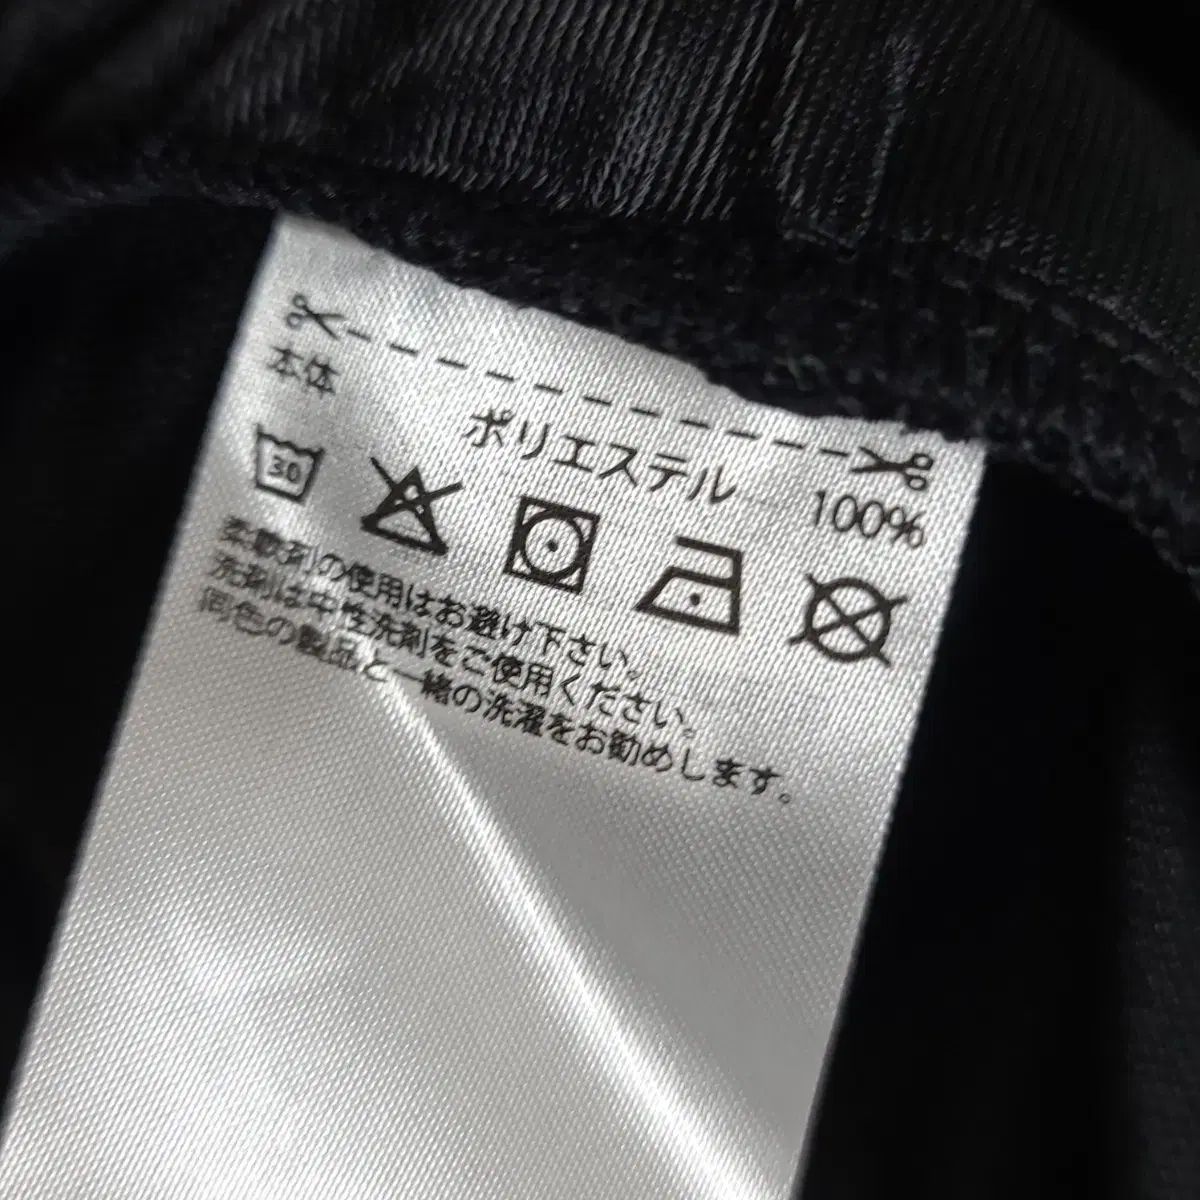 本体
ポリエステル 100%
30
柔軟剤の使用はお避け下さい。
洗剤は中性洗剤をご使用ください。
同色の製品と一緒の洗濯をお勧めします。